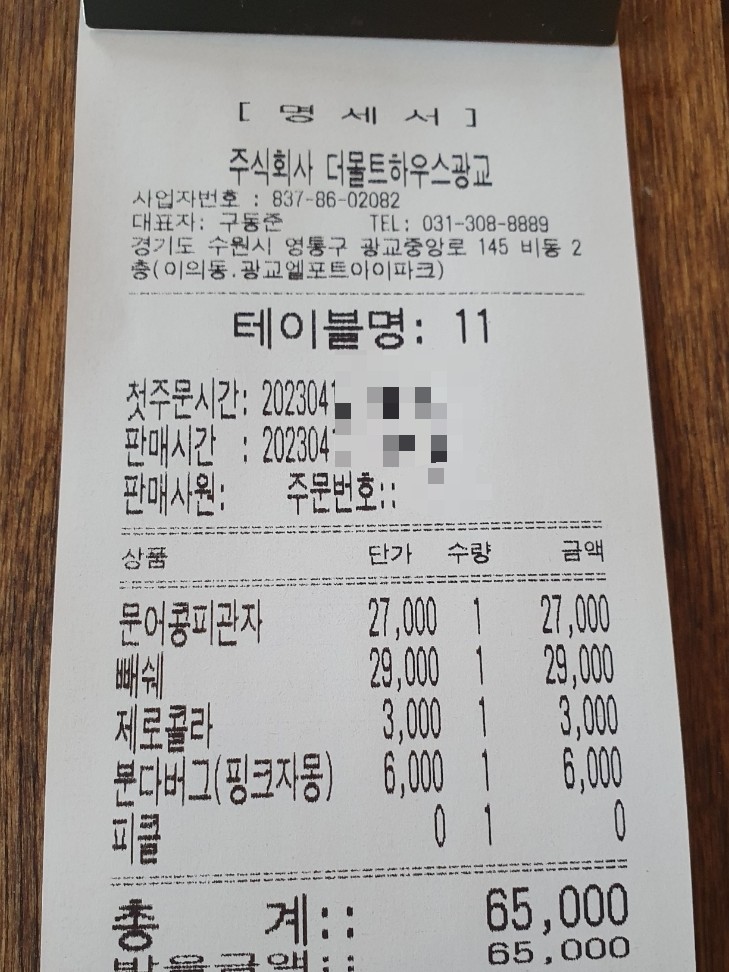 [ 명 세 서 ]
주식회사 더몰트하우스광교
사업자번호 : 837-86-02082
대표자: 구동준 TEL: 031-308-8889
경기도 수원시 영통구 광교중앙로 145 비동 2
층(이의동.광교엘포트아이파크)
테이블명: 11
첫주문시간: 202304
판매시간 : 202304
판매사원: 주문번호::
상품 단가 수량 금액
문어콩피관자 27,000 1 27,000
빼쉐 29,000 1 29,000
제로콜라 3,000 1 3,000
분다버그(핑크자몽) 6,000 1 6,000
피클 0 1 0
총 계:: 65,000
받을금액:: 65,000